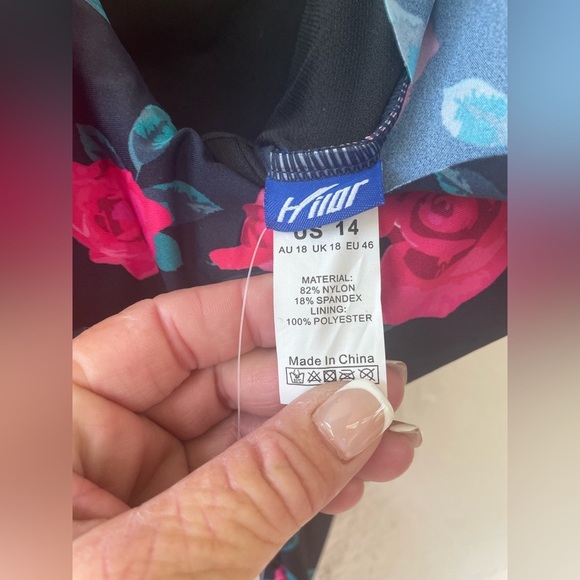 Hilor
US 14
AU 18 UK 18 EU 46
MATERIAL:
82% NYLON
18% SPANDEX
LINING:
100% POLYESTER
Made In China